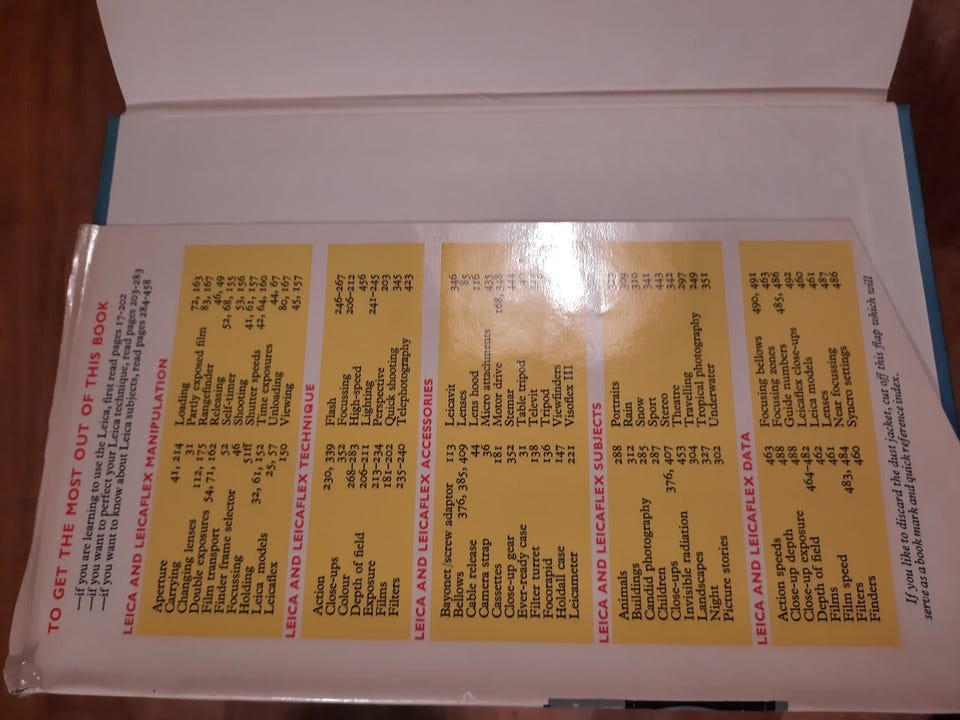 TO GET THE MOST OUT OF THIS BOOK
—if you are learning to use the Leica, first read pages 17-202
—if you want to perfect your Leica technique, read pages 203-283
—if you want to know about Leica subjects, read pages 284-458
LEICA AND LEICAFLEX MANIPULATION
Aperture 41, 214 Loading 72, 163
Carrying 31 Partly exposed film 83, 167
Changing lenses 112, 175 Rangefinder 46, 49
Double exposures 54, 71, 162 Releasing 52, 68, 155
Film transport 52 Self-timer 53, 156
Finder frame selector 46 Shooting 41, 61, 157
Focussing 51ff Shutter speeds 42, 64, 160
Holding 32, 61, 152 Time exposures 44, 67
Leica models 25, 57 Unloading 80, 167
Leicaflex 150 Viewing 45, 157
LEICA AND LEICAFLEX TECHNIQUE
Action 230, 339 Flash 246-267
Close-ups 352 Focussing 206-212
Colour 268-283 High-speed 456
Depth of field 206-211 Lighting 241-245
Exposure 213-234 Perspective 203
Films 181-202 Quick shooting 345
Filters 235-240 Telephotography 423
LEICA AND LEICAFLEX ACCESSORIES
Bayonet/screw adaptor 113 Leicavit 346
Bellows 376, 385, 409 Lenses 85
Cable release 44 Lens hood 116
Camera strap 30 Micro attachments 435
Cassettes 181 Motor drive 168, 348
Close-up gear 352 Stemar 444
Ever-ready case 31 Table tripod
Filter turret 138 Televit
Focorapid 130 Tripod
Holdall case 147 Viewfinders
Leicameter 221 Visoflex III
LEICA AND LEICAFLEX SUBJECTS
Animals 288 Portraits
Buildings 312 Rain 309
Candid photography 285 Snow 310
Children 287 Sport 341
Close-ups 376, 407 Stereo 443
Invisible radiation 453 Theatre 342
Landscapes 304 Travelling 297
Night 327 Tropical photography 349
Picture stories 302 Underwater 351
LEICA AND LEICAFLEX DATA
Action speeds 463 Focusing bellows 490, 491
Close-up depth 488 Focusing zones 463
Close-up exposure 488 Guide numbers 485, 486
Depth of field 464-482 Leicaflex close-ups 492
Films 462 Leica models 460
Film speed 461 Lenses 461
Filters 483, 484 Near focussing 487
Finders 460 Syncro settings 486
If you like to discard the dust jacket, cut off this flap which will
serve as a book mark and quick reference index.